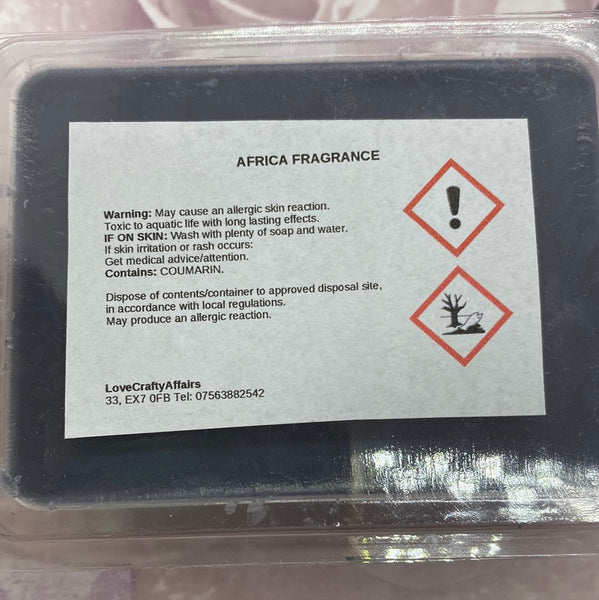 AFRICA FRAGRANCE
Warning: May cause an allergic skin reaction.
Toxic to aquatic life with long lasting effects.
IF ON SKIN: Wash with plenty of soap and water.
If skin irritation or rash occurs:
Get medical advice/attention.
Contains: COUMARIN.
Dispose of contents/container to approved disposal site,
in accordance with local regulations.
May produce an allergic reaction.
LoveCraftyAffairs
33, EX7 0FB Tel: 07563882542